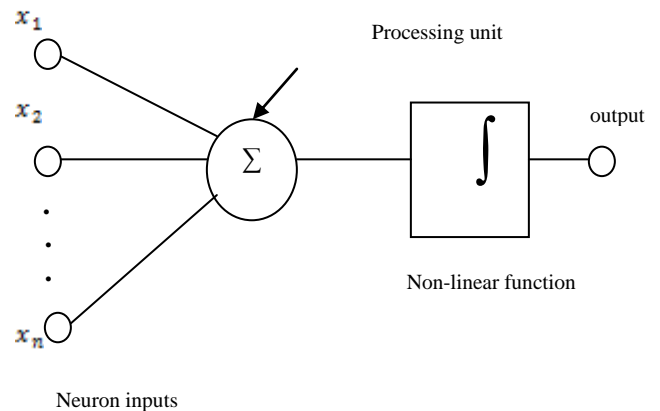 x1
Processing unit
x2
output
Σ
∫
Non-linear function
xn
Neuron inputs